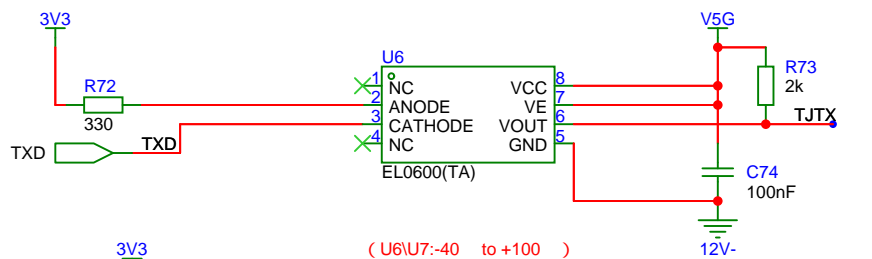 3V3
V5G
U6
R72
330
1
2
3
4
NC
ANODE
CATHODE
NC
VCC
VE
VOUT
GND
8
7
6
5
EL0600(TA)
R73
2k
TJTX
TXD
TXD
C74
100nF
12V-
3V3
( U6\U7:-40 to +100 )